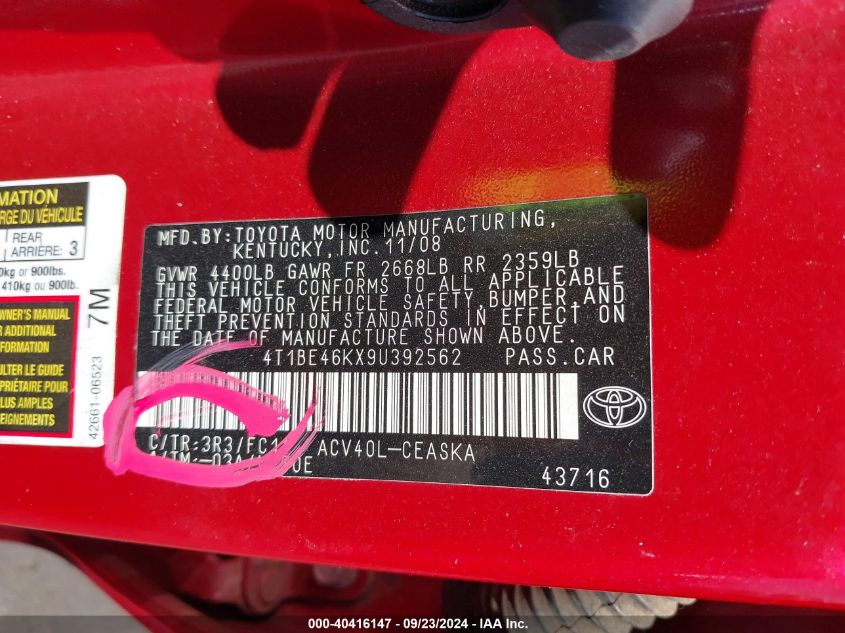 MATION
RGE DU VÉHICULE
REAR
ARRIÈRE: 3
0kg or 900lbs.
410kg ou 900lb.
WNER'S MANUAL
R ADDITIONAL
FORMATION
ULTER LE GUIDE
PRIÉTAIRE POUR
LUS AMPLES
EIGNEMENTS
42661-06523 7M
MFD.BY:TOYOTA MOTOR MANUFACTURING,
KENTUCKY,INC.11/08
GVWR 4400LB GAWR FR 2668LB RR 2359LB
THIS VEHICLE CONFORMS TO ALL APPLICABLE
FEDERAL MOTOR VEHICLE SAFETY,BUMPER,AND
THEFT PREVENTION STANDARDS IN EFFECT ON
THE DATE OF MANUFACTURE SHOWN ABOVE.
4T1BE46KX9U392562 PASS.CAR
C/TR:3R3/FC1 ACV40L-CEASKA
43716
000-40416147 - 09/23/2024 - IAA Inc.